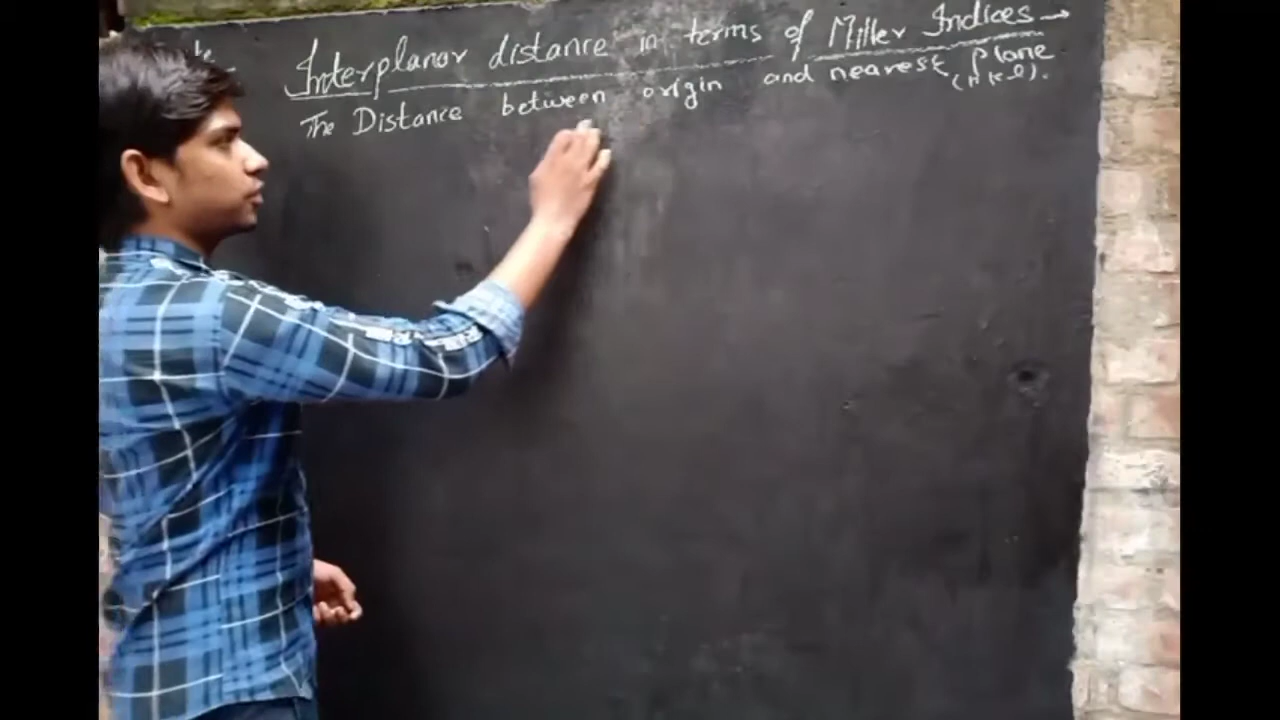 Interplanar distance in terms of Miller Indices →
The Distance between origin and nearest plane
(h k l).